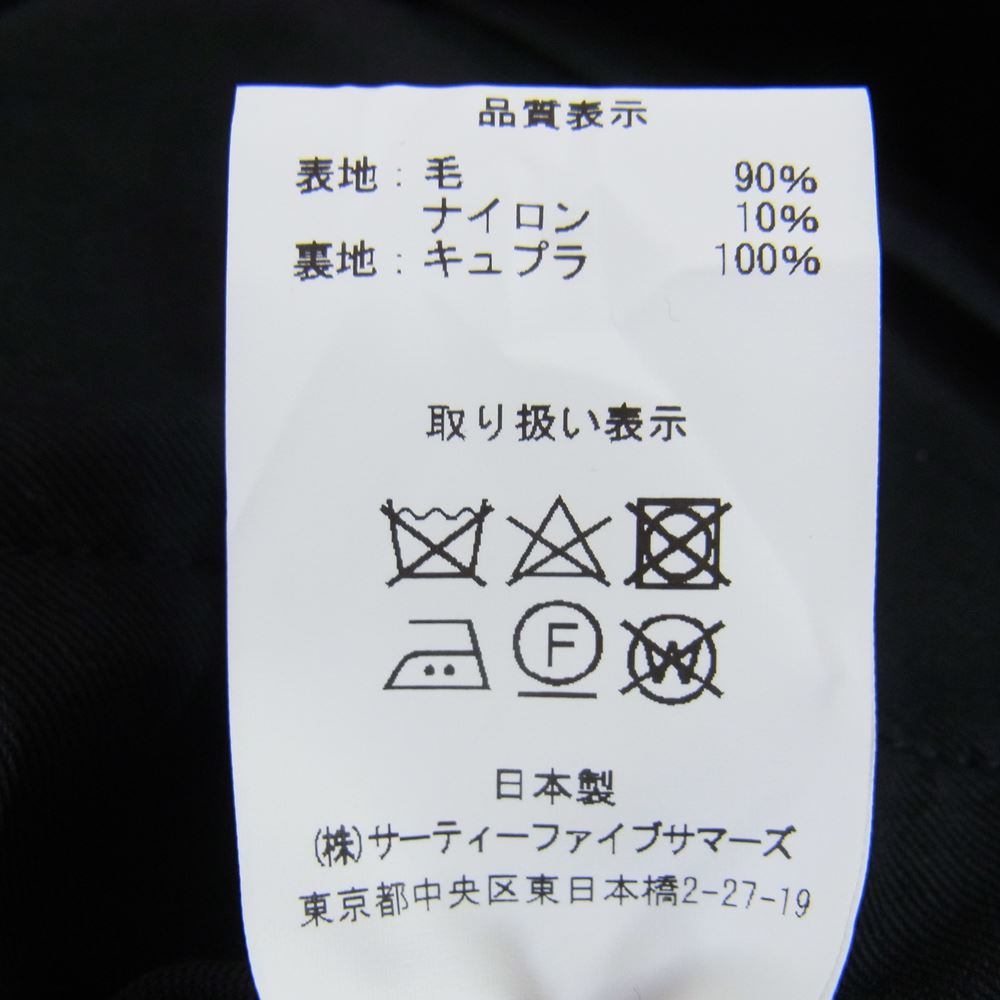 品質表示
表地：毛 90%
ナイロン 10%
裏地：キュプラ 100%
取り扱い表示
F W
日本製
(株)サーティーファイブサマーズ
東京都中央区東日本橋2-27-19